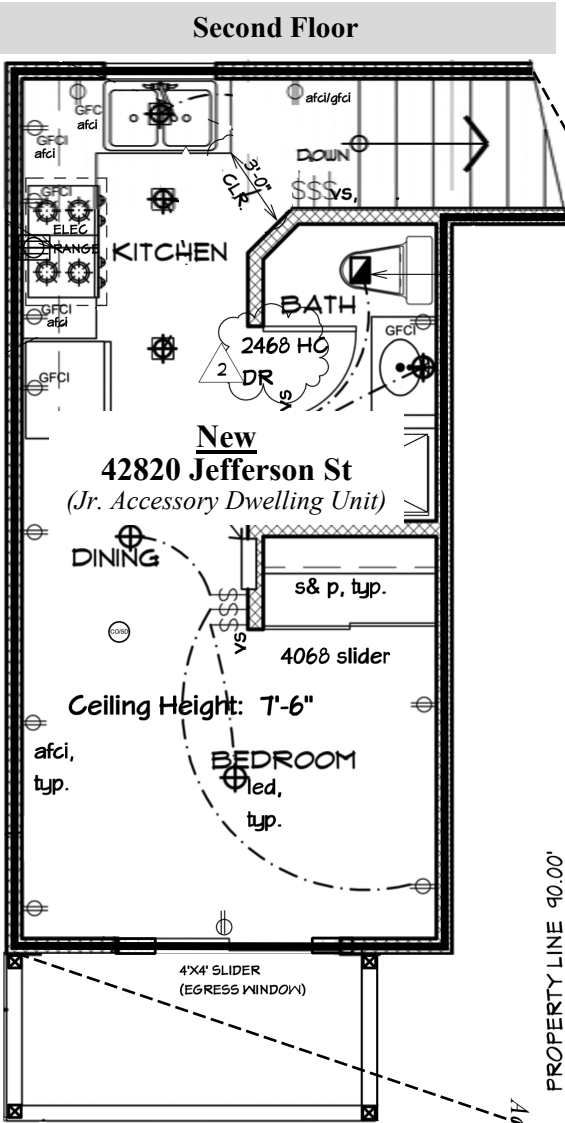 Second Floor
GFC
afci
afci/gfci
GFCI
afci
DOWN
3'-0"
CLR.
SSS vs,
GFCI
ELEC
RANGE
KITCHEN
BATH
GFCI
afci
GFCI
2468 HC
DR
2
vs
GFCI
New
42820 Jefferson St
(Jr. Accessory Dwelling Unit)
DINING
s& p, typ.
SSS
vs
CO/SD
4068 slider
Ceiling Height: 7'-6"
afci,
typ.
BEDROOM
led,
typ.
4'X4' SLIDER
(EGRESS WINDOW)
PROPERTY LINE 90.00'